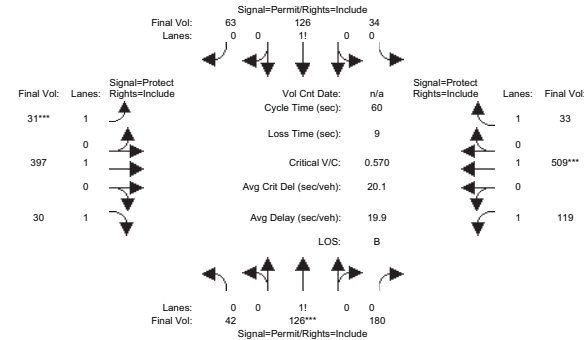 Signal=Permit/Rights=Include
Final Vol: 63 126 34
Lanes: 0 0 1! 0 0
Signal=Protect
Final Vol: Lanes: Rights=Include
Vol Cnt Date: n/a
Signal=Protect
Rights=Include Lanes: Final Vol:
Cycle Time (sec): 60
31*** 1
1 33
Loss Time (sec): 9
0
0
397 1
Critical V/C: 0.570
1 509***
0
Avg Crit Del (sec/veh): 20.1
0
30 1
Avg Delay (sec/veh): 19.9
1 119
LOS: B
Lanes: 0 0 1! 0 0
Final Vol: 42 126*** 180
Signal=Permit/Rights=Include